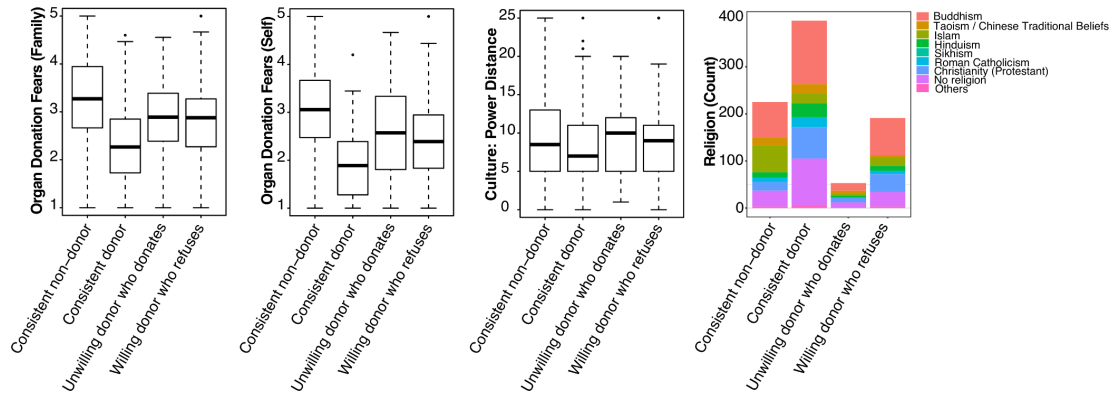 Organ Donation Fears (Family)
5
4
3
2
1
Consistent non–donor
Consistent donor
Unwilling donor who donates
Willing donor who refuses
Organ Donation Fears (Self)
5
4
3
2
1
Consistent non–donor
Consistent donor
Unwilling donor who donates
Willing donor who refuses
Culture: Power Distance
25
20
15
10
5
0
Consistent non–donor
Consistent donor
Unwilling donor who donates
Willing donor who refuses
Religion (Count)
400
300
200
100
0
Consistent non–donor
Consistent donor
Unwilling donor who donates
Willing donor who refuses
Buddhism
Taoism / Chinese Traditional Beliefs
Islam
Hinduism
Sikhism
Roman Catholicism
Christianity (Protestant)
No religion
Others